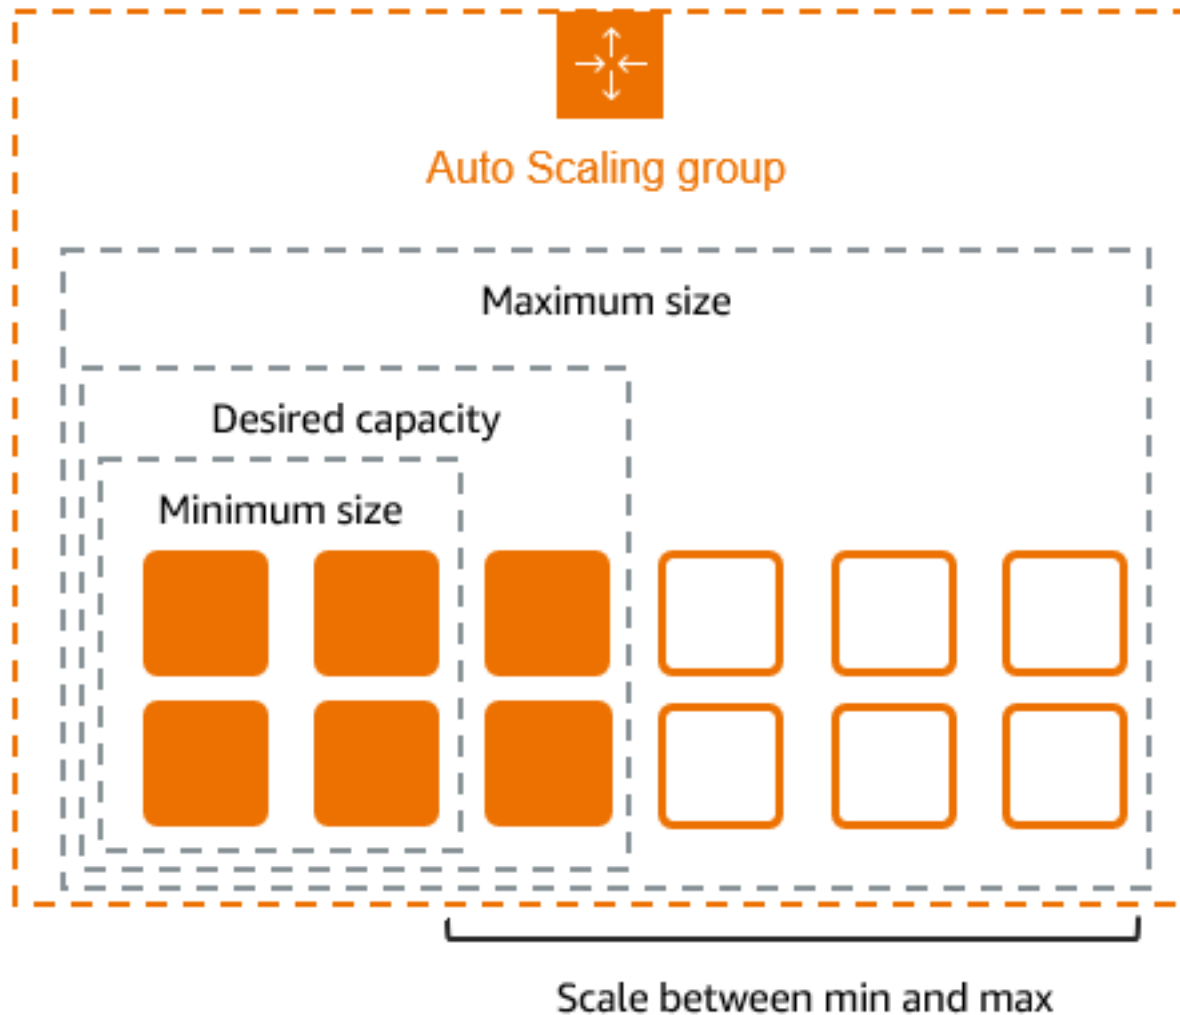 Auto Scaling group
Maximum size
Desired capacity
Minimum size
Scale between min and max